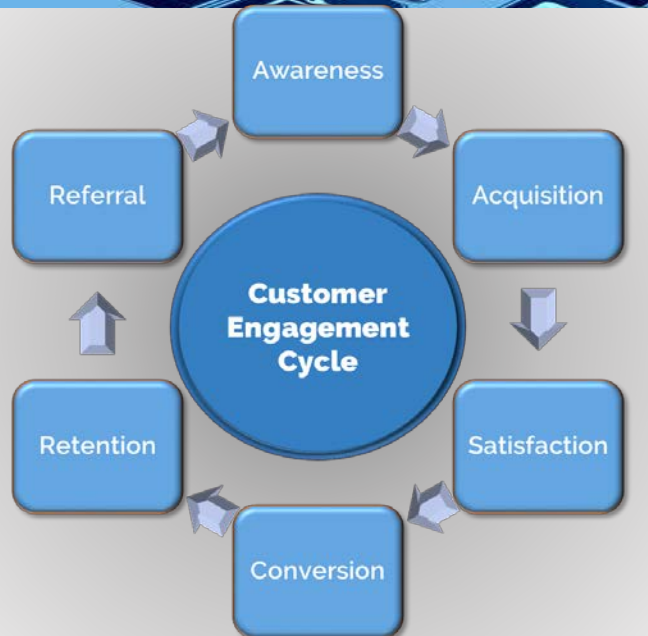 Awareness
Acquisition
Satisfaction
Conversion
Retention
Referral
Customer
Engagement
Cycle